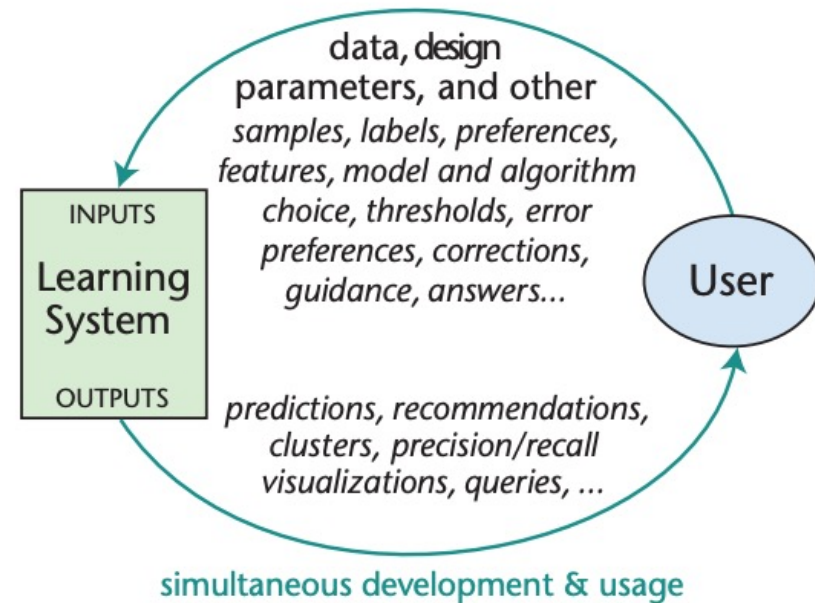 data, design
parameters, and other
samples, labels, preferences,
features, model and algorithm
choice, thresholds, error
preferences, corrections,
guidance, answers...
INPUTS
Learning
System
OUTPUTS
User
predictions, recommendations,
clusters, precision/recall
visualizations, queries, ...
simultaneous development & usage